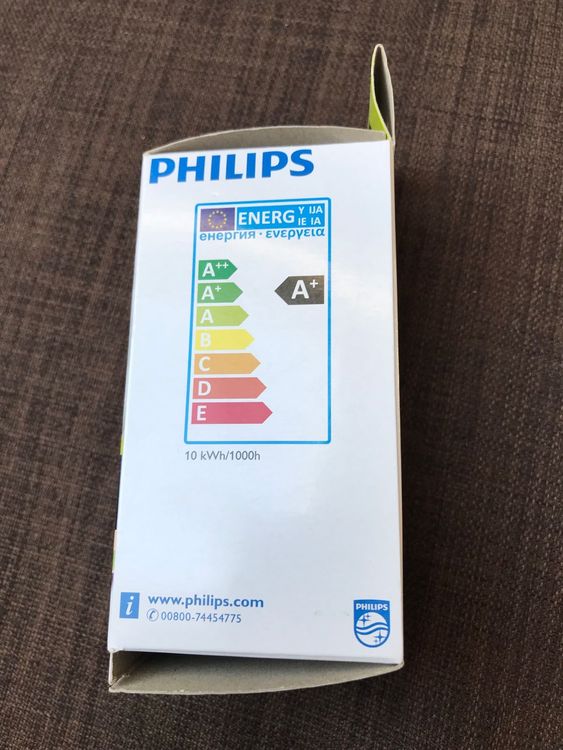 PHILIPS
ENERG Y IJA
IE IA
енергия · ενεργεια
A++
A+
A+
A
B
C
D
E
10 kWh/1000h
i www.philips.com
✆ 00800-74454775
PHILIPS